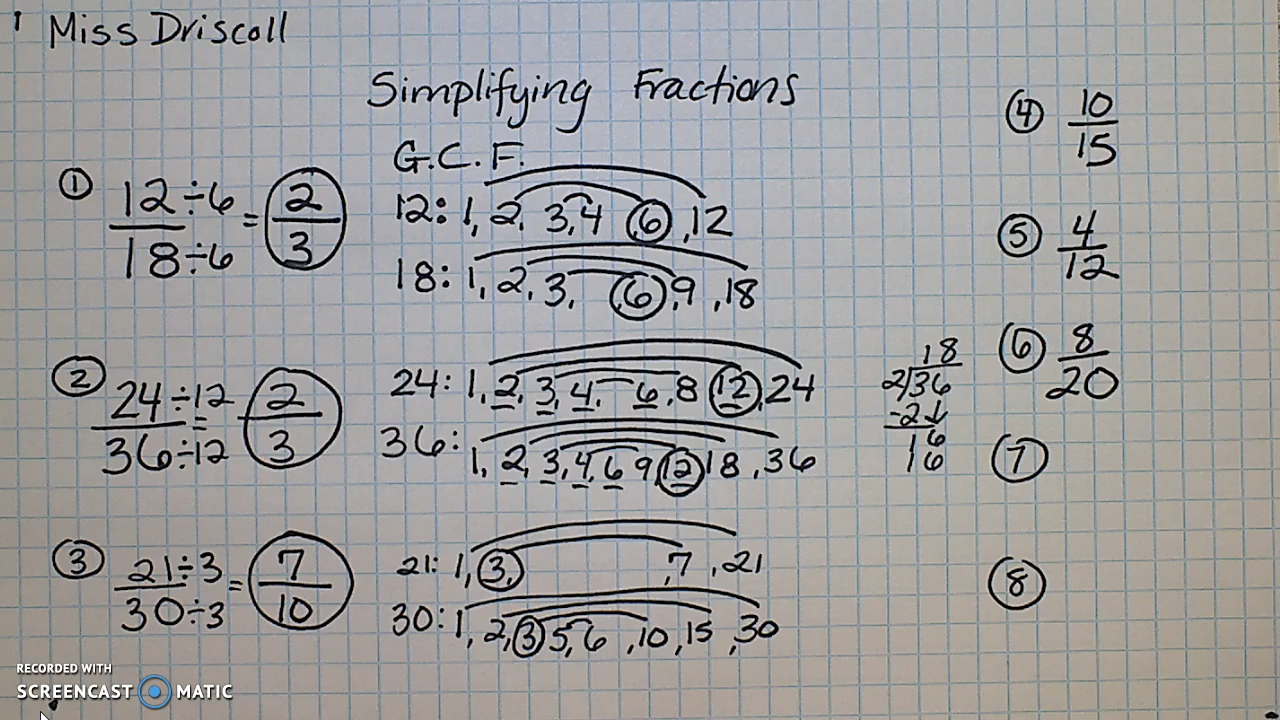 Miss Driscoll
Simplifying Fractions
G.C.F.
① 12÷6 = 2
18÷6 3
12: 1, 2, 3, 4 ,6 ,12
18: 1, 2, 3, ,6, 9 ,18
② 24÷12 = 2
36÷12 3
24: 1, 2, 3, 4, 6, 8 12, 24
36: 1, 2, 3, 4, 6 9, 12 18, 36
18
2)36
-2↓
16
16
③ 21÷3 = 7
30÷3 10
21: 1, 3, ,7 ,21
30: 1, 2, 3 5, 6 ,10, 15 ,30
④ 10
15
⑤ 4
12
⑥ 8
20
⑦
⑧
RECORDED WITH
SCREENCAST MATIC